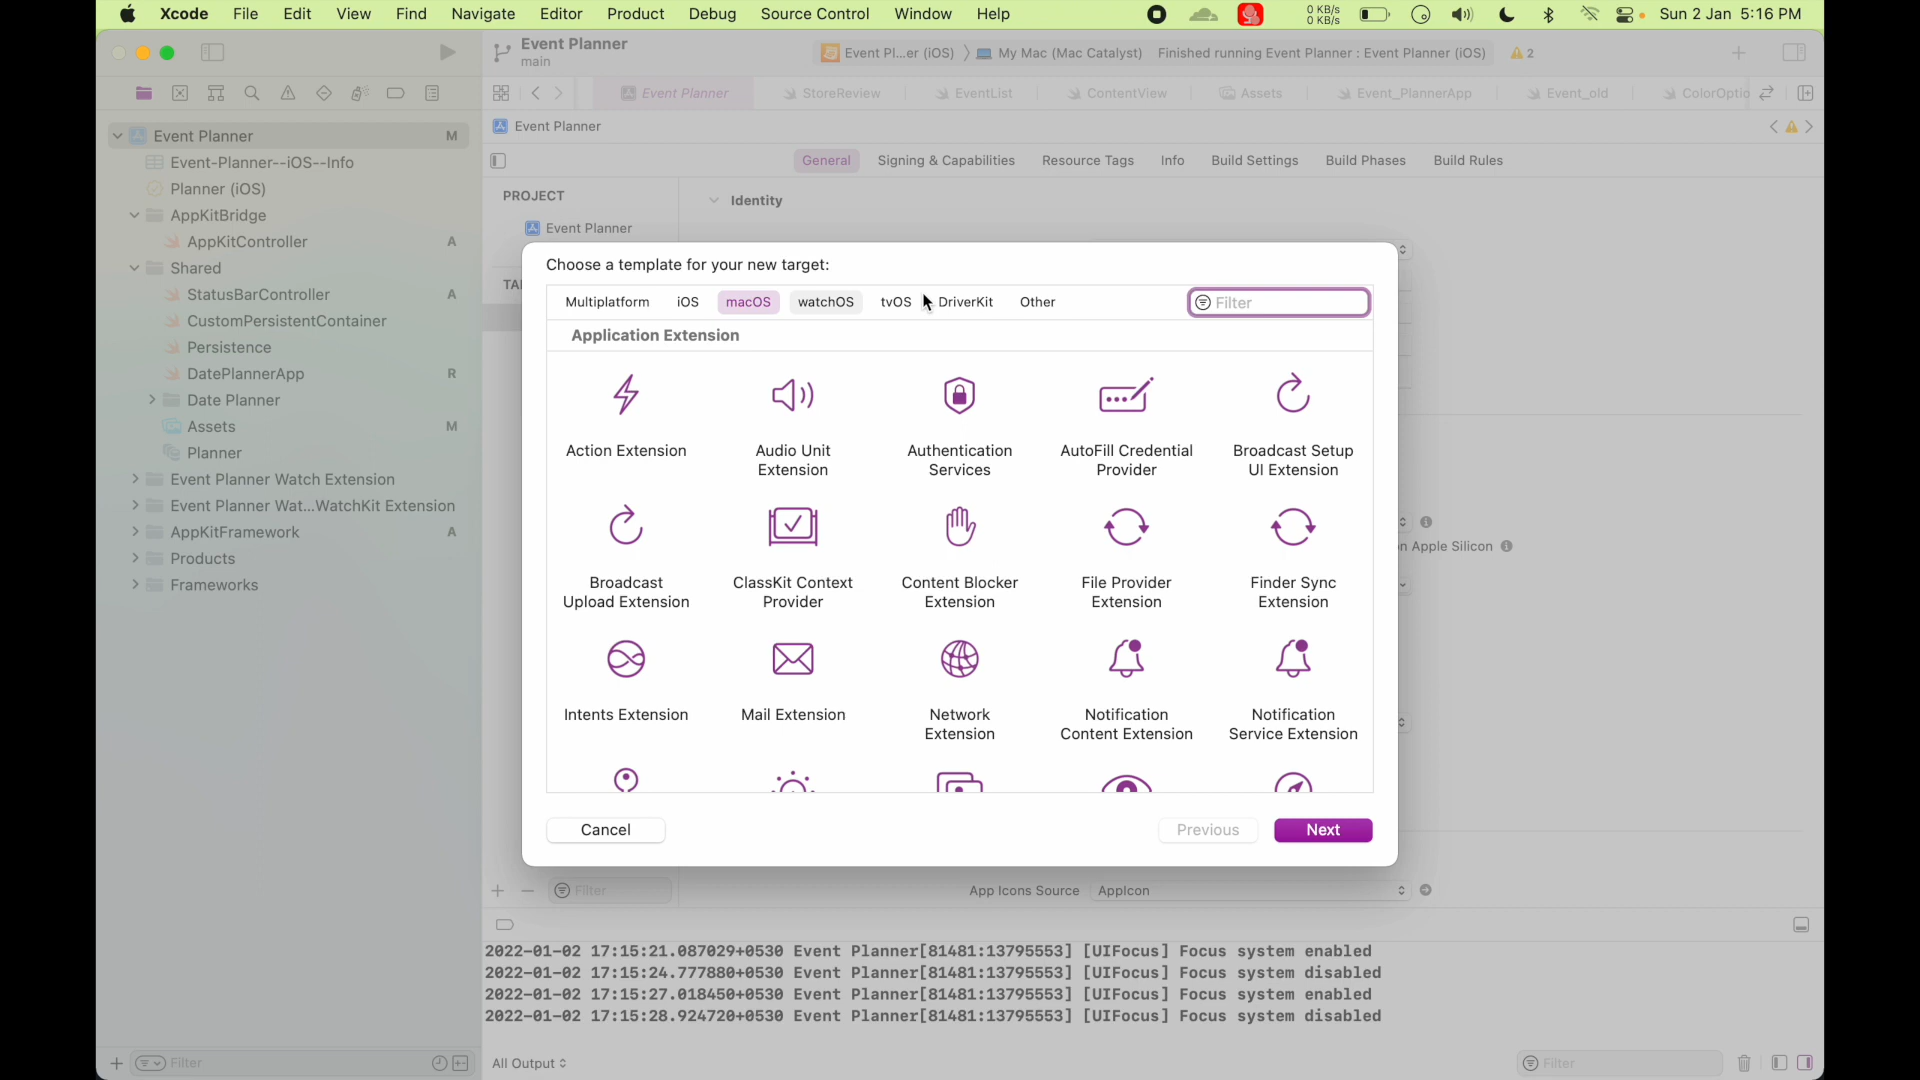 Xcode File Edit View Find Navigate Editor Product Debug Source Control Window Help 0 KB/s 0 KB/s Sun 2 Jan 5:16 PM
Event Planner
main
Event Pl...er (iOS) My Mac (Mac Catalyst) Finished running Event Planner : Event Planner (iOS) 2
Event Planner StoreReview EventList ContentView Assets Event_PlannerApp Event_old ColorOptio
Event Planner
General Signing & Capabilities Resource Tags Info Build Settings Build Phases Build Rules
Event Planner M
Event-Planner--iOS--Info
Planner (iOS)
AppKitBridge
AppKitController A
Shared
StatusBarController A
CustomPersistentContainer
Persistence
DatePlannerApp R
Date Planner
Assets M
Planner
Event Planner Watch Extension
Event Planner Wat...WatchKit Extension
AppKitFramework A
Products
Frameworks
Filter
PROJECT
Event Planner
TA
Identity
Choose a template for your new target:
Multiplatform iOS macOS watchOS tvOS DriverKit Other Filter
Application Extension
Action Extension
Audio Unit
Extension
Authentication
Services
AutoFill Credential
Provider
Broadcast Setup
UI Extension
Broadcast
Upload Extension
ClassKit Context
Provider
Content Blocker
Extension
File Provider
Extension
Finder Sync
Extension
Intents Extension
Mail Extension
Network
Extension
Notification
Content Extension
Notification
Service Extension
Cancel Previous Next
n Apple Silicon
Filter
App Icons Source AppIcon
2022-01-02 17:15:21.087029+0530 Event Planner[81481:13795553] [UIFocus] Focus system enabled
2022-01-02 17:15:24.777880+0530 Event Planner[81481:13795553] [UIFocus] Focus system disabled
2022-01-02 17:15:27.018450+0530 Event Planner[81481:13795553] [UIFocus] Focus system enabled
2022-01-02 17:15:28.924720+0530 Event Planner[81481:13795553] [UIFocus] Focus system disabled
All Output Filter